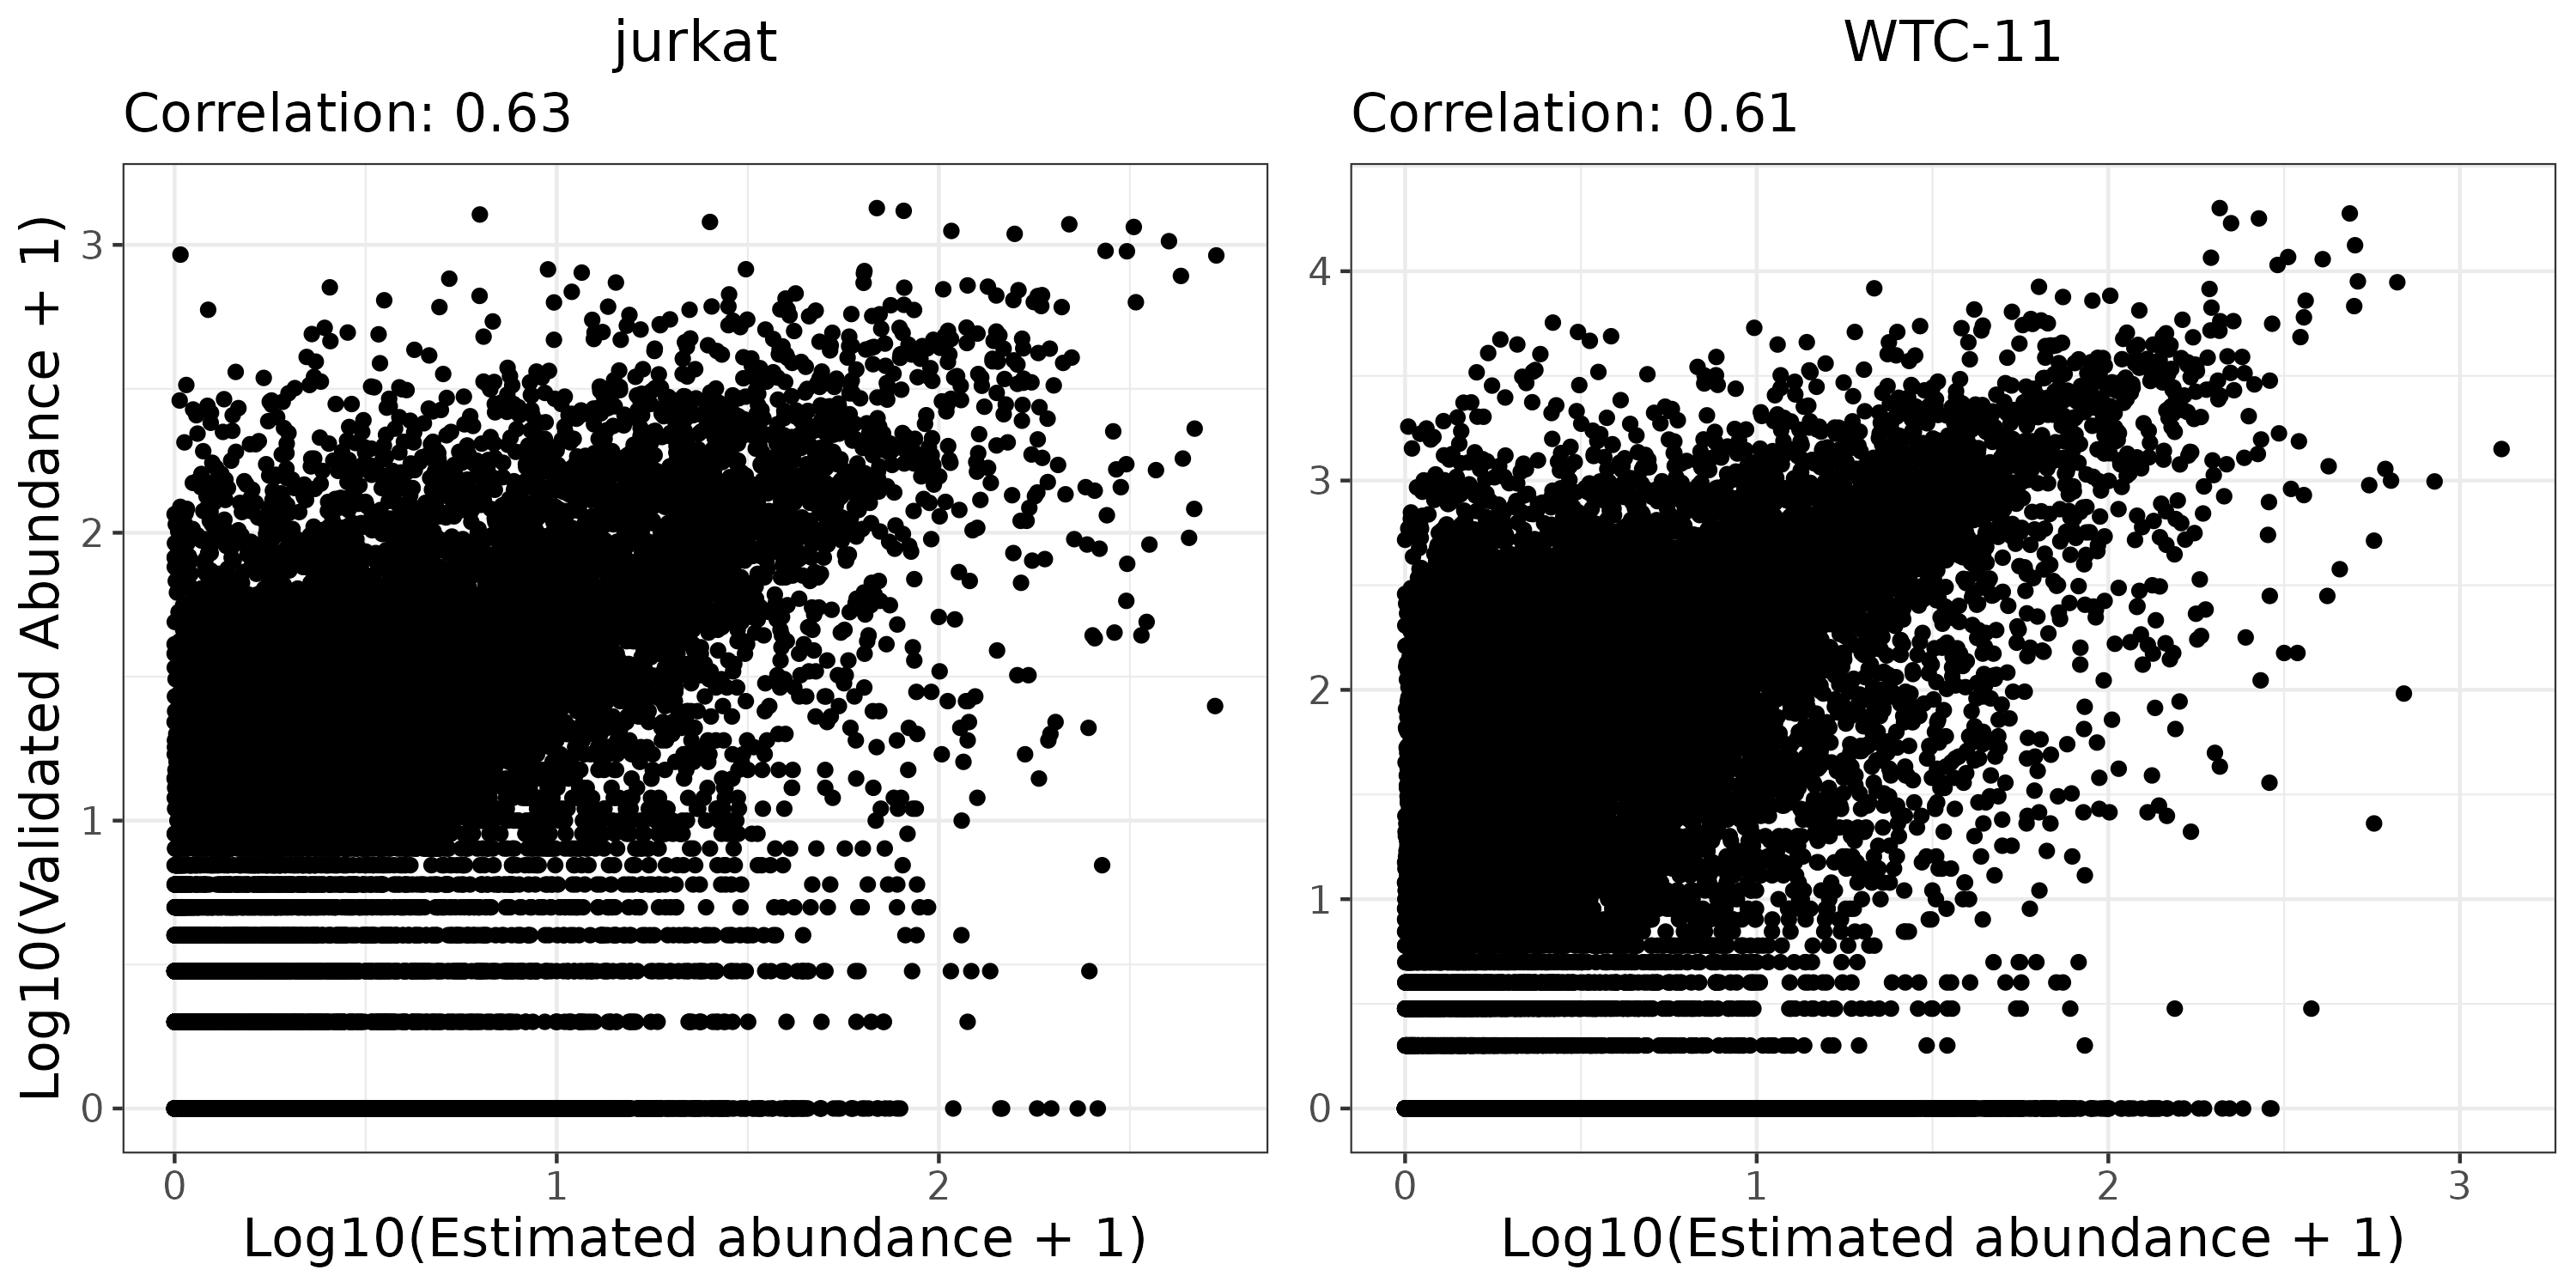 jurkat
Correlation: 0.63
Log10(Validated Abundance + 1)
3
2
1
0
0 1 2
Log10(Estimated abundance + 1)
WTC-11
Correlation: 0.61
4
3
2
1
0
0 1 2 3
Log10(Estimated abundance + 1)